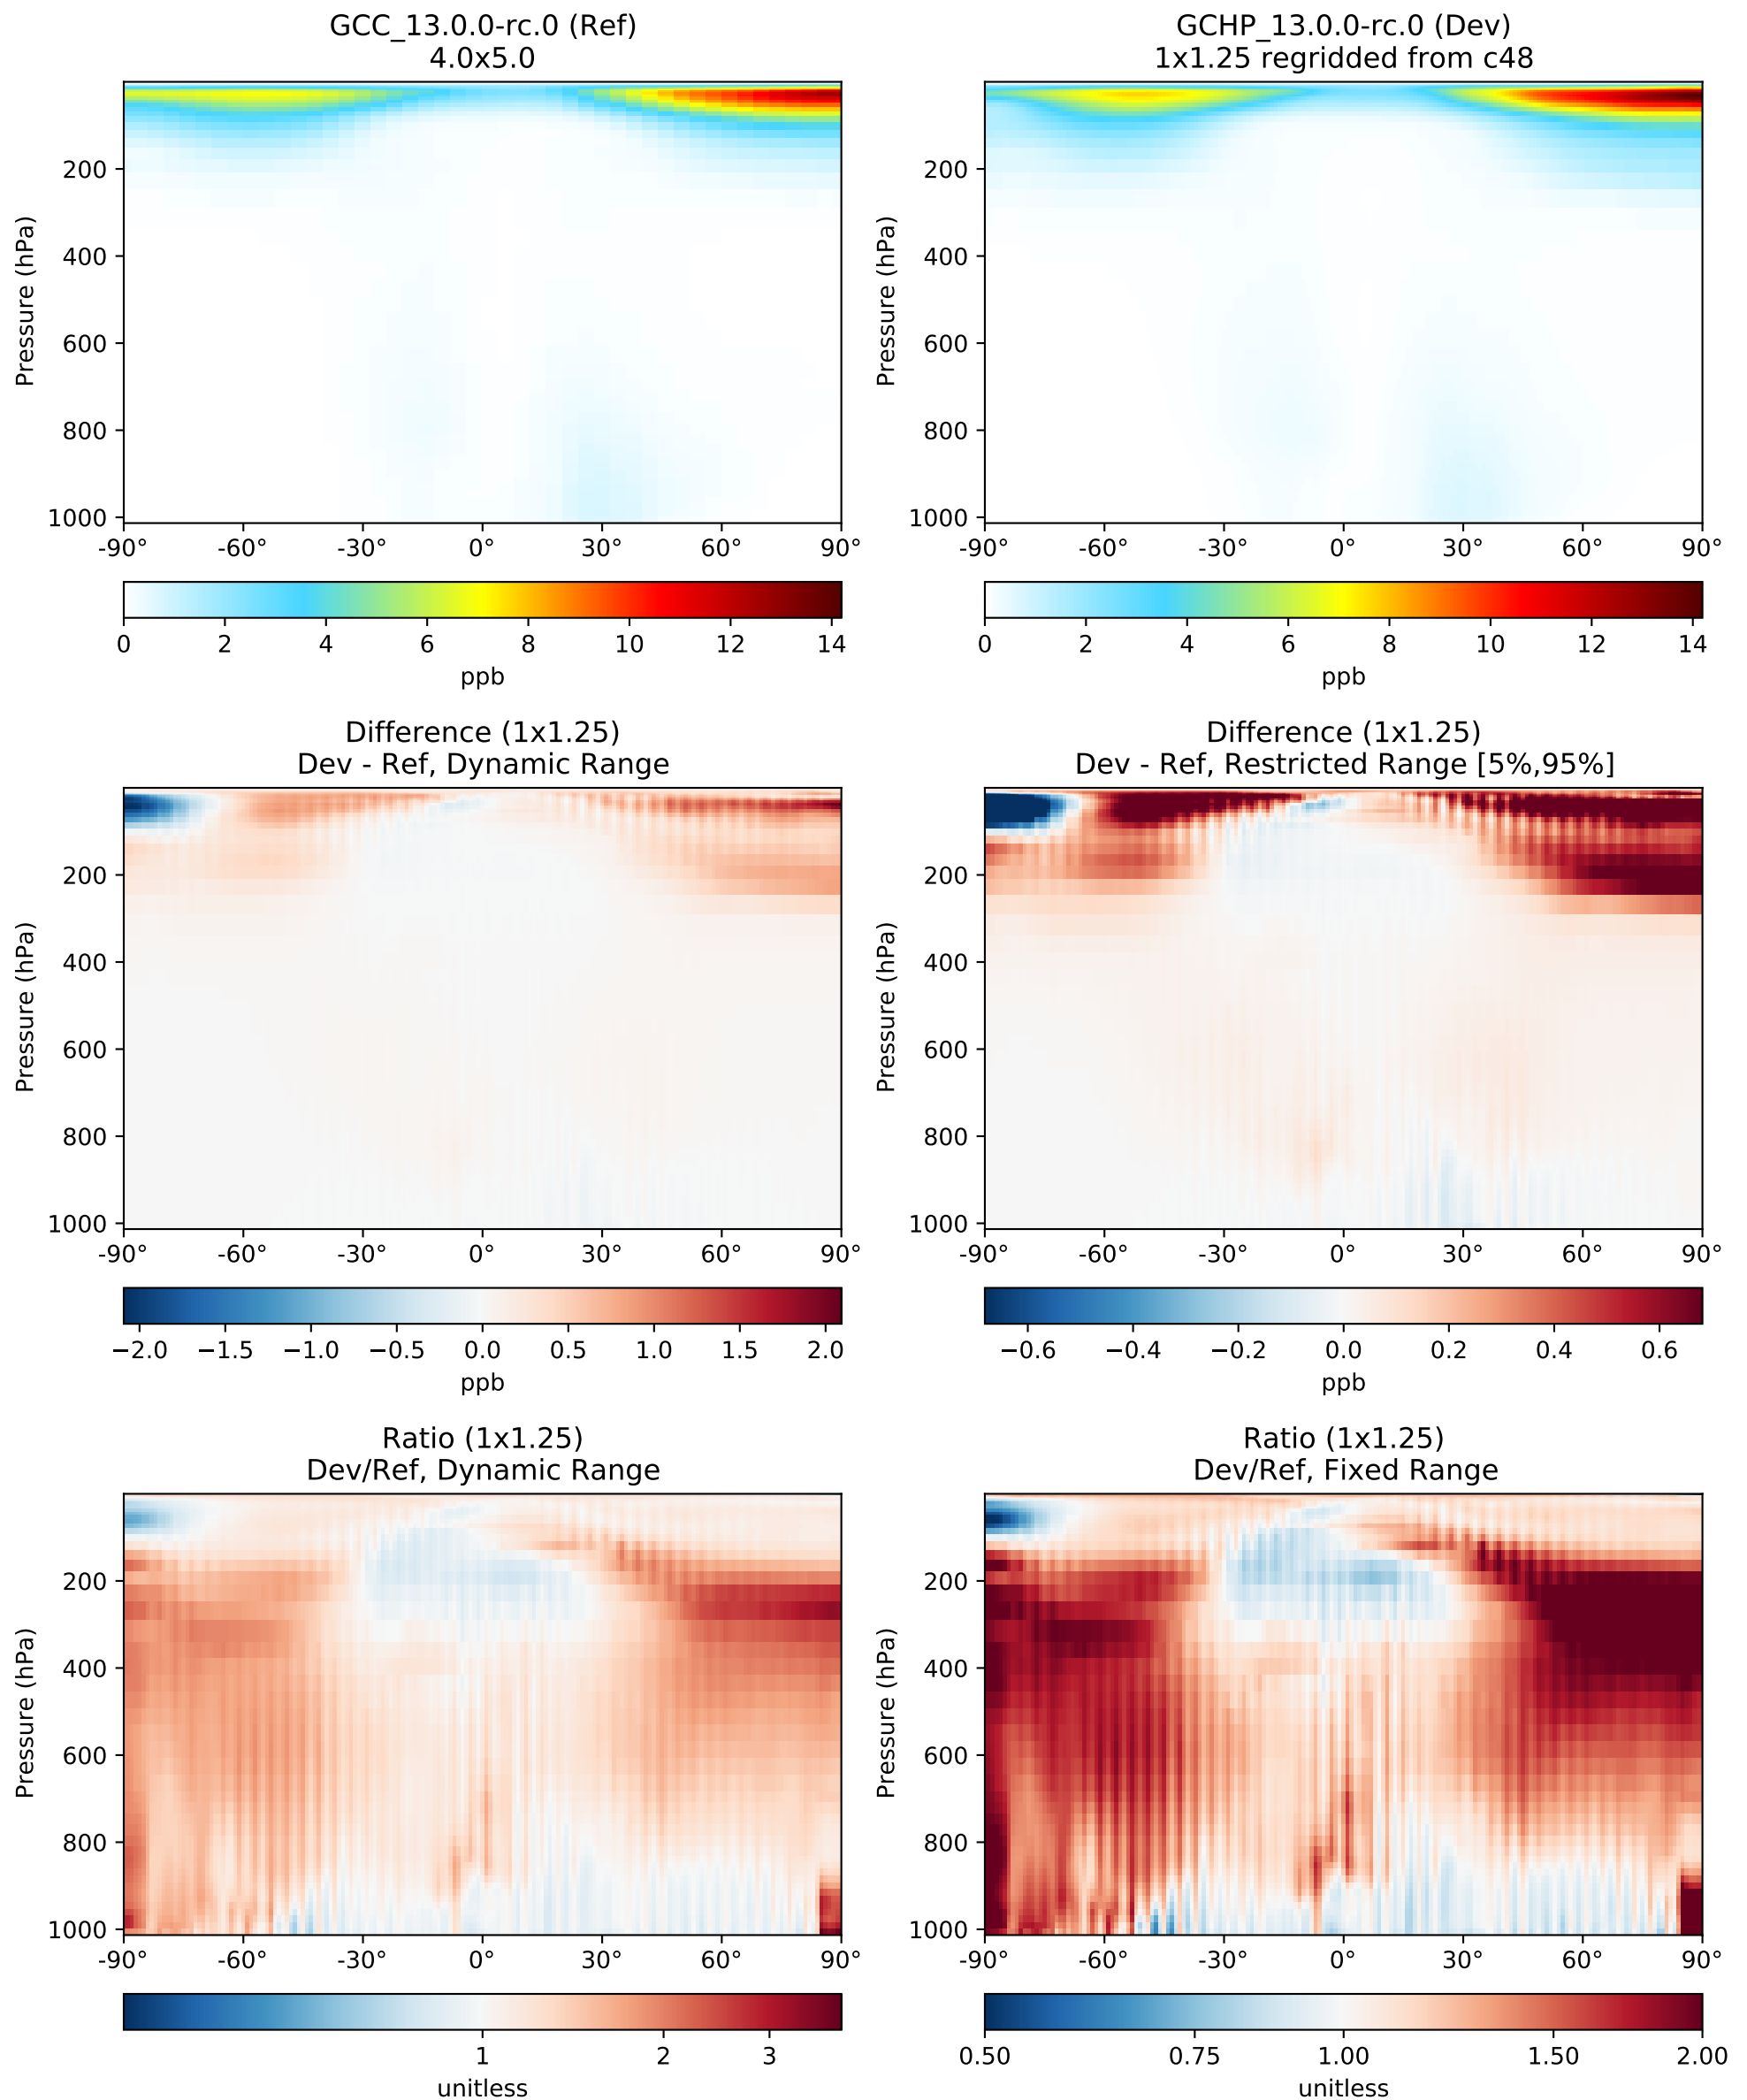 GCC_13.0.0-rc.0 (Ref)
4.0x5.0
Pressure (hPa)
200
400
600
800
1000
-90° -60° -30° 0° 30° 60° 90°
0 2 4 6 8 10 12 14
ppb
GCHP_13.0.0-rc.0 (Dev)
1x1.25 regridded from c48
Pressure (hPa)
200
400
600
800
1000
-90° -60° -30° 0° 30° 60° 90°
0 2 4 6 8 10 12 14
ppb
Difference (1x1.25)
Dev - Ref, Dynamic Range
Pressure (hPa)
200
400
600
800
1000
-90° -60° -30° 0° 30° 60° 90°
−2.0 −1.5 −1.0 −0.5 0.0 0.5 1.0 1.5 2.0
ppb
Difference (1x1.25)
Dev - Ref, Restricted Range [5%,95%]
Pressure (hPa)
200
400
600
800
1000
-90° -60° -30° 0° 30° 60° 90°
−0.6 −0.4 −0.2 0.0 0.2 0.4 0.6
ppb
Ratio (1x1.25)
Dev/Ref, Dynamic Range
Pressure (hPa)
200
400
600
800
1000
-90° -60° -30° 0° 30° 60° 90°
1 2 3
unitless
Ratio (1x1.25)
Dev/Ref, Fixed Range
Pressure (hPa)
200
400
600
800
1000
-90° -60° -30° 0° 30° 60° 90°
0.50 0.75 1.00 1.50 2.00
unitless